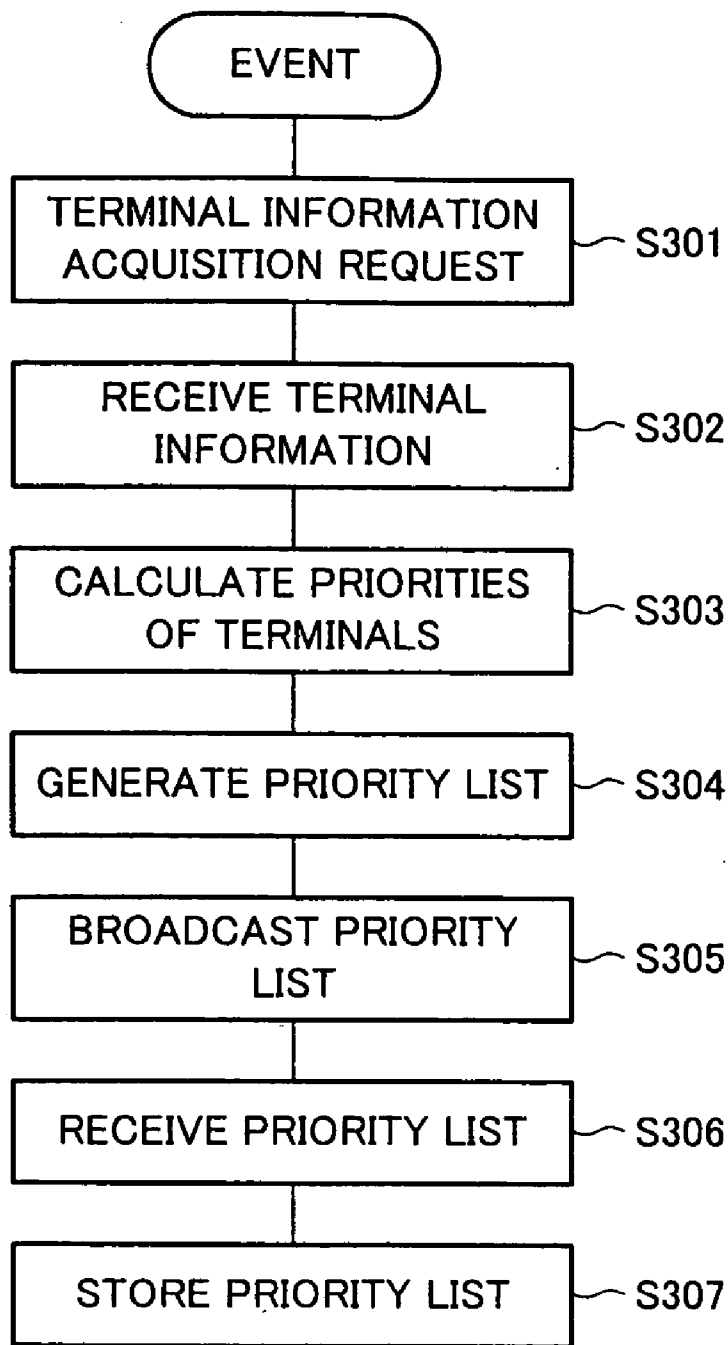 EVENT
TERMINAL INFORMATION
ACQUISITION REQUEST
S301
RECEIVE TERMINAL
INFORMATION
S302
CALCULATE PRIORITIES
OF TERMINALS
S303
GENERATE PRIORITY LIST
S304
BROADCAST PRIORITY
LIST
S305
RECEIVE PRIORITY LIST
S306
STORE PRIORITY LIST
S307